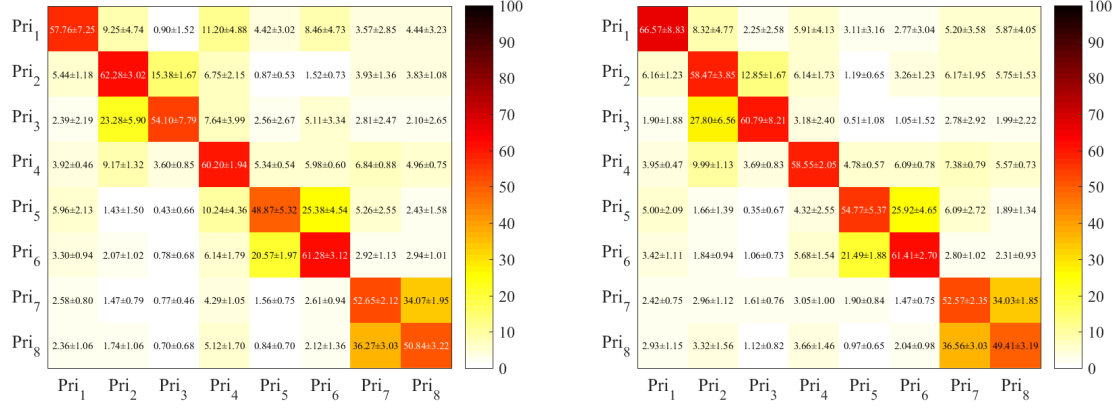 Pri1 57.76±7.25 9.25±4.74 0.90±1.52 11.20±4.88 4.42±3.02 8.46±4.73 3.57±2.85 4.44±3.23
Pri2 5.44±1.18 62.28±3.02 15.38±1.67 6.75±2.15 0.87±0.53 1.52±0.73 3.93±1.36 3.83±1.08
Pri3 2.39±2.19 23.28±5.90 54.10±7.79 7.64±3.99 2.56±2.67 5.11±3.34 2.81±2.47 2.10±2.65
Pri4 3.92±0.46 9.17±1.32 3.60±0.85 60.20±1.94 5.34±0.54 5.98±0.60 6.84±0.88 4.96±0.75
Pri5 5.96±2.13 1.43±1.50 0.43±0.66 10.24±4.36 48.87±5.32 25.38±4.54 5.26±2.55 2.43±1.58
Pri6 3.30±0.94 2.07±1.02 0.78±0.68 6.14±1.79 20.57±1.97 61.28±3.12 2.92±1.13 2.94±1.01
Pri7 2.58±0.80 1.47±0.79 0.77±0.46 4.29±1.05 1.56±0.75 2.61±0.94 52.65±2.12 34.07±1.95
Pri8 2.36±1.06 1.74±1.06 0.70±0.68 5.12±1.70 0.84±0.70 2.12±1.36 36.27±3.03 50.84±3.22
Pri1 Pri2 Pri3 Pri4 Pri5 Pri6 Pri7 Pri8
100
90
80
70
60
50
40
30
20
10
0
Pri1 66.57±8.83 8.32±4.77 2.25±2.58 5.91±4.13 3.11±3.16 2.77±3.04 5.20±3.58 5.87±4.05
Pri2 6.16±1.23 58.47±3.85 12.85±1.67 6.14±1.73 1.19±0.65 3.26±1.23 6.17±1.95 5.75±1.53
Pri3 1.90±1.88 27.80±6.56 60.79±8.21 3.18±2.40 0.51±1.08 1.05±1.52 2.78±2.92 1.99±2.22
Pri4 3.95±0.47 9.99±1.13 3.69±0.83 58.55±2.05 4.78±0.57 6.09±0.78 7.38±0.79 5.57±0.73
Pri5 5.00±2.09 1.66±1.39 0.35±0.67 4.32±2.55 54.77±5.37 25.92±4.65 6.09±2.72 1.89±1.34
Pri6 3.42±1.11 1.84±0.94 1.06±0.73 5.68±1.54 21.49±1.88 61.41±2.70 2.80±1.02 2.31±0.93
Pri7 2.42±0.75 2.96±1.12 1.61±0.76 3.05±1.00 1.90±0.84 1.47±0.75 52.57±2.35 34.03±1.85
Pri8 2.93±1.15 3.32±1.56 1.12±0.82 3.66±1.46 0.97±0.65 2.04±0.98 36.56±3.03 49.41±3.19
Pri1 Pri2 Pri3 Pri4 Pri5 Pri6 Pri7 Pri8
100
90
80
70
60
50
40
30
20
10
0